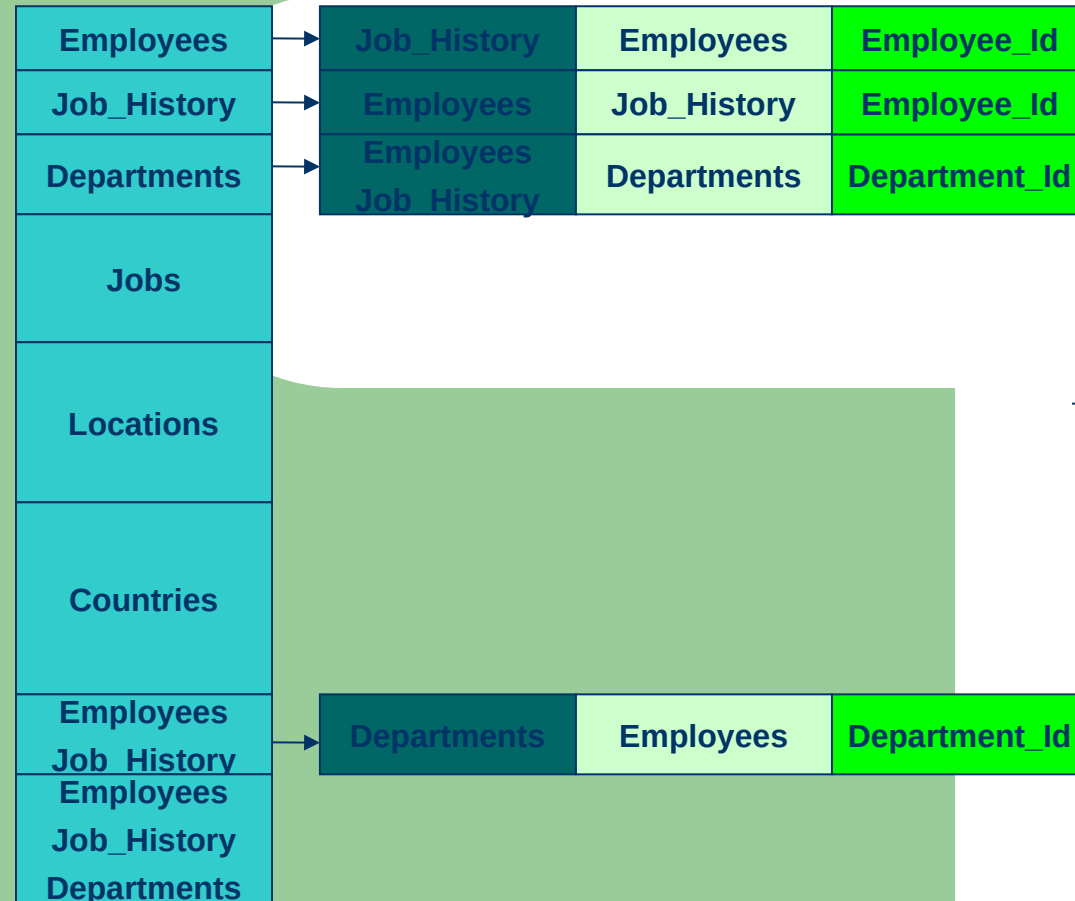 Employees Job_History Employees Employee_Id
Job_History Employees Job_History Employee_Id
Departments Employees Job_History Departments Department_Id
Jobs
Locations
Countries
Employees Job_History Departments Employees Department_Id
Employees
Job_History
Departments